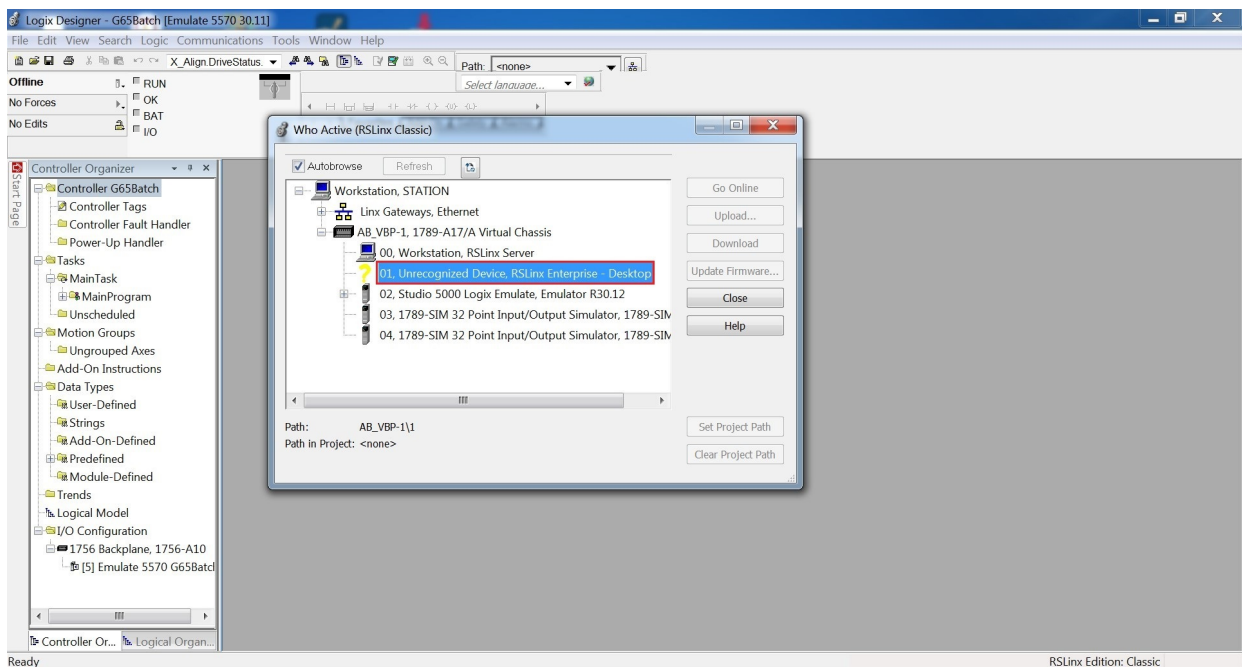 Logix Designer - G65Batch [Emulate 5570 30.11]
File Edit View Search Logic Communications Tools Window Help
X_Align.DriveStatus.
Path: <none>
Offline
RUN
Select language...
No Forces
OK
BAT
No Edits
I/O
Who Active (RSLinx Classic)
Start Page
Controller Organizer
Controller G65Batch
Controller Tags
Controller Fault Handler
Power-Up Handler
Tasks
MainTask
MainProgram
Unscheduled
Motion Groups
Ungrouped Axes
Add-On Instructions
Data Types
User-Defined
Strings
Add-On-Defined
Predefined
Module-Defined
Trends
Logical Model
I/O Configuration
1756 Backplane, 1756-A10
[5] Emulate 5570 G65Batc
Controller Or...
Logical Organ...
Autobrowse
Refresh
Workstation, STATION
Linx Gateways, Ethernet
AB_VBP-1, 1789-A17/A Virtual Chassis
00, Workstation, RSLinx Server
01, Unrecognized Device, RSLinx Enterprise - Desktop
02, Studio 5000 Logix Emulate, Emulator R30.12
03, 1789-SIM 32 Point Input/Output Simulator, 1789-SIM
04, 1789-SIM 32 Point Input/Output Simulator, 1789-SIM
Go Online
Upload...
Download
Update Firmware...
Close
Help
Path: AB_VBP-1\1
Path in Project: <none>
Set Project Path
Clear Project Path
Ready
RSLinx Edition: Classic